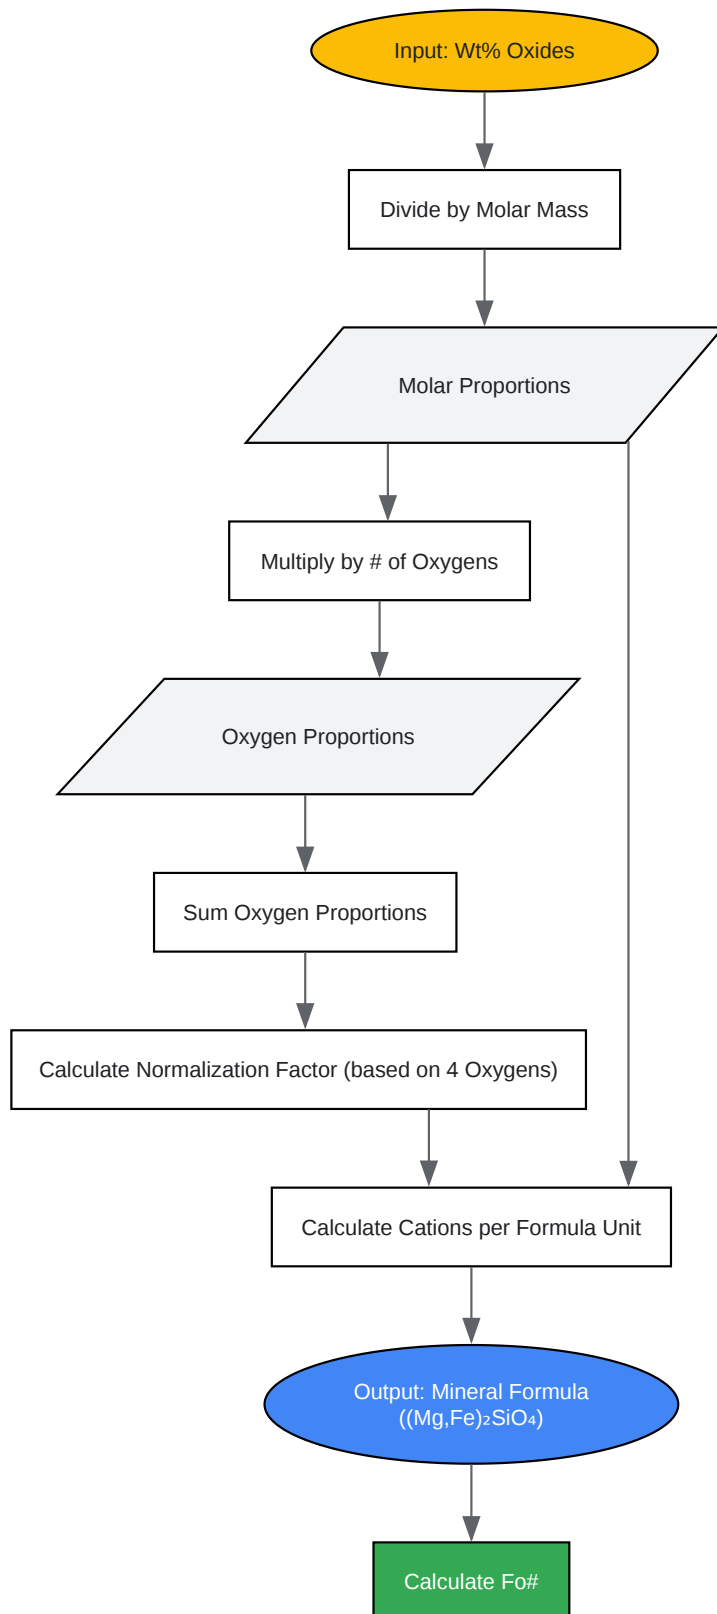 Input: Wt% Oxides
Divide by Molar Mass
Molar Proportions
Multiply by # of Oxygens
Oxygen Proportions
Sum Oxygen Proportions
Calculate Normalization Factor (based on 4 Oxygens)
Calculate Cations per Formula Unit
Output: Mineral Formula
((Mg,Fe)₂SiO₄)
Calculate Fo#